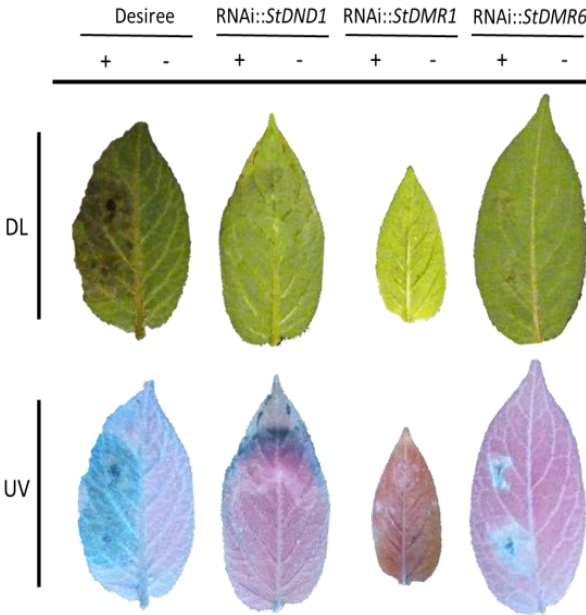 Desiree RNAi::StDND1 RNAi::StDMR1 RNAi::StDMR6
+ - + - + - + -
DL
UV